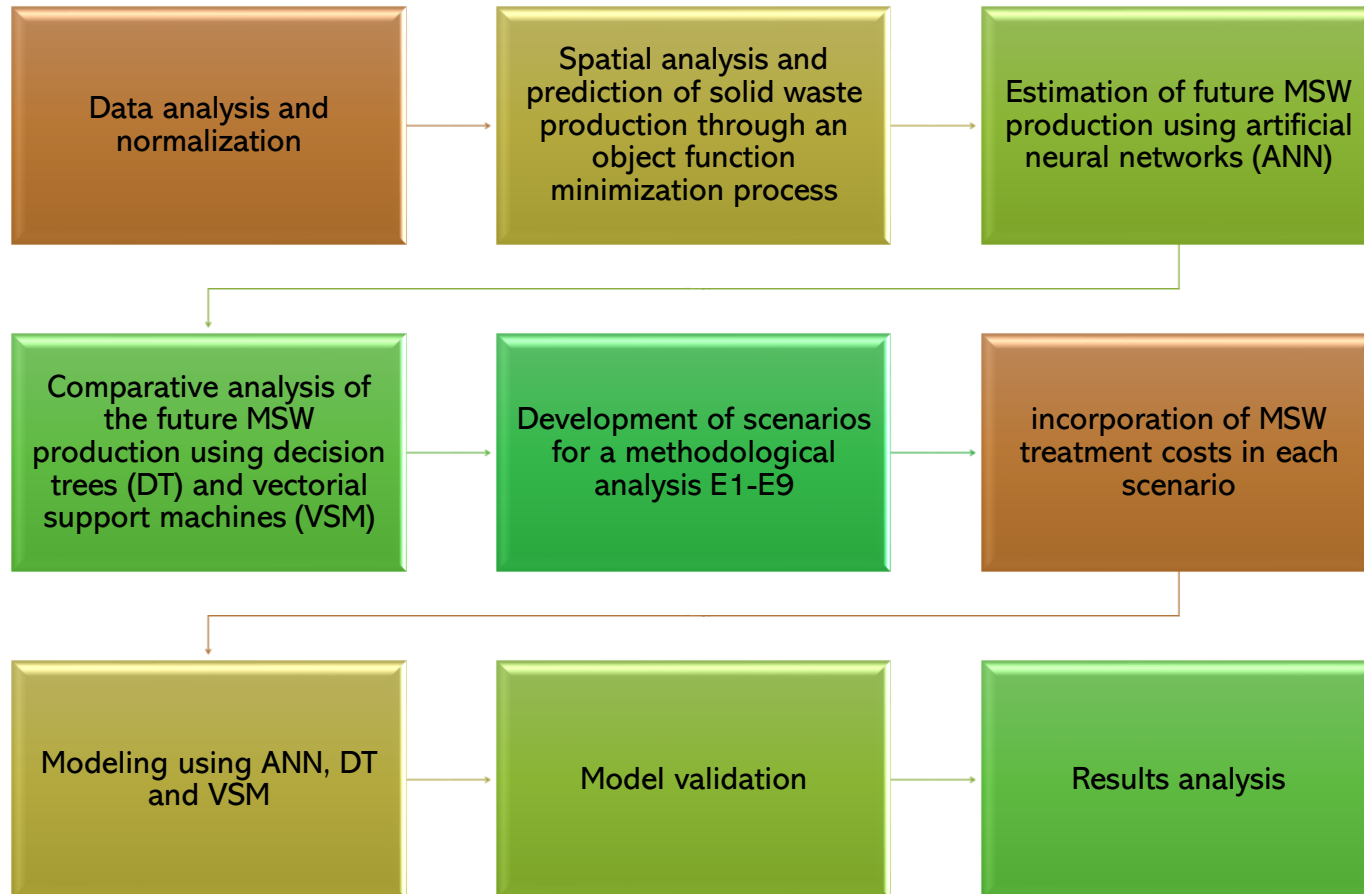 Data analysis and
normalization
Spatial analysis and
prediction of solid waste
production through an
object function
minimization process
Estimation of future MSW
production using artificial
neural networks (ANN)
Comparative analysis of
the future MSW
production using decision
trees (DT) and vectorial
support machines (VSM)
Development of scenarios
for a methodological
analysis E1-E9
incorporation of MSW
treatment costs in each
scenario
Modeling using ANN, DT
and VSM
Model validation
Results analysis